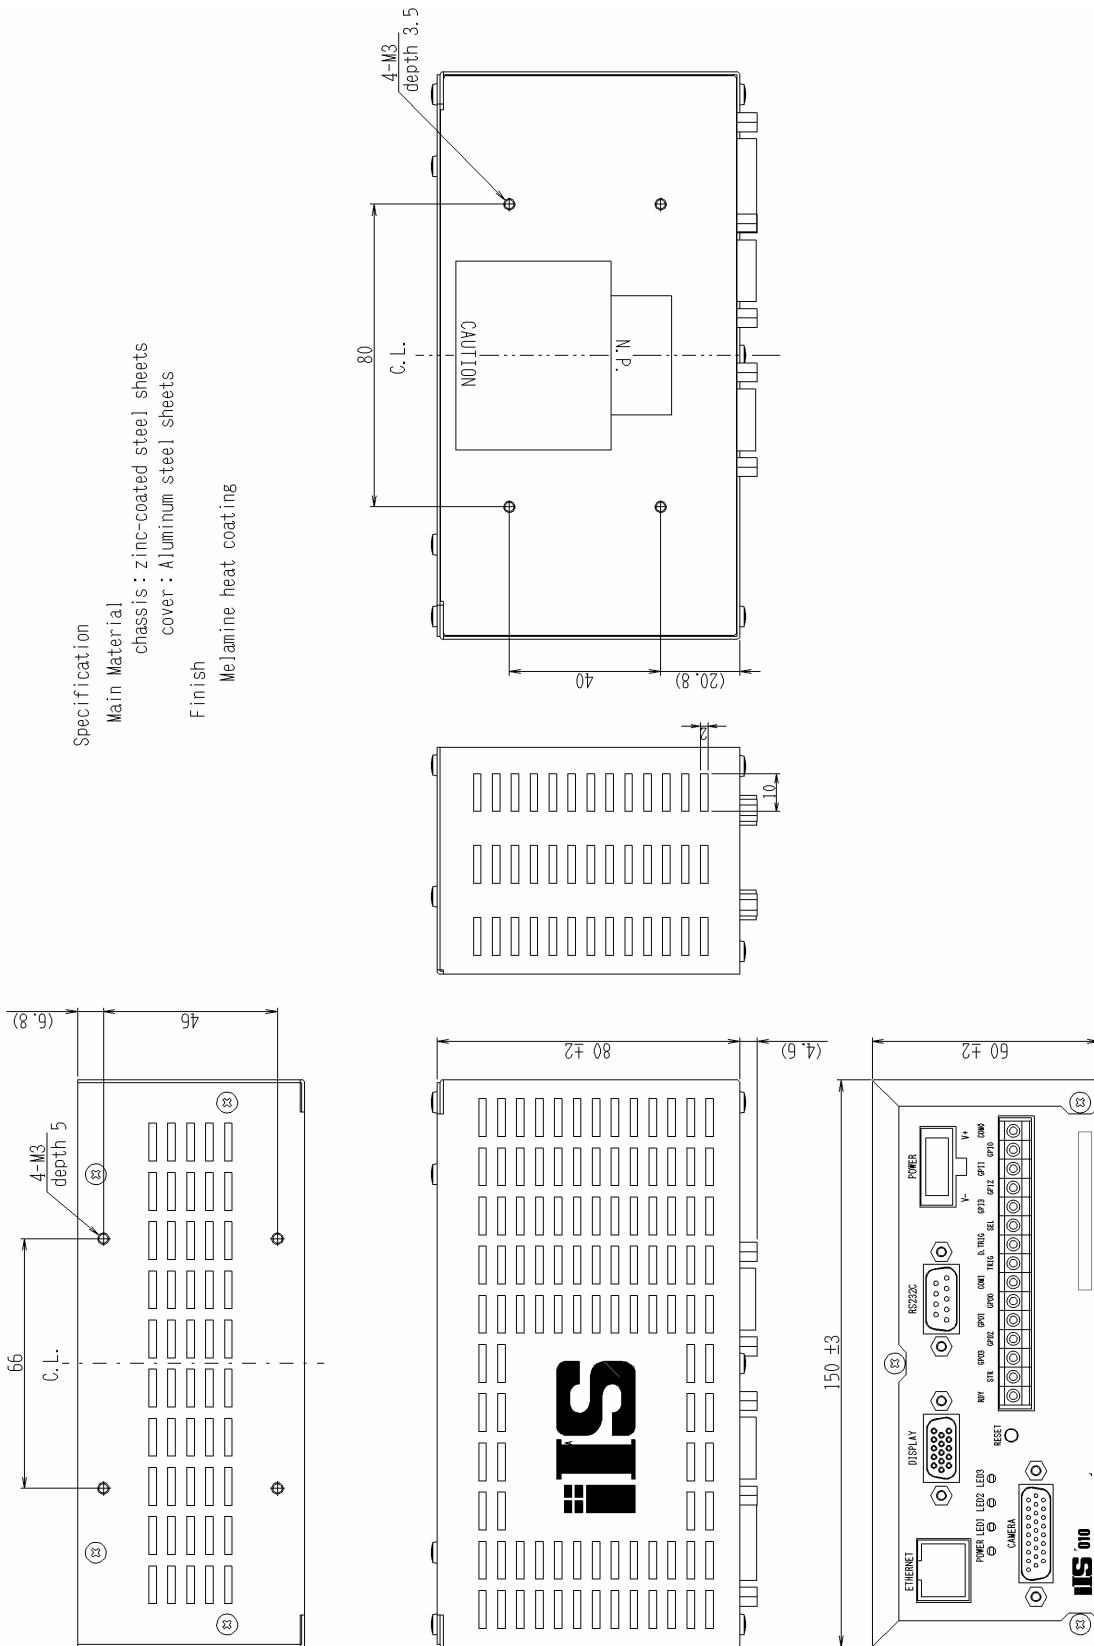 Specification
Main Material
chassis : zinc-coated steel sheets
cover : Aluminum steel sheets
Finish
Melamine heat coating
4-M3
depth 3.5
80
C.L.
CAUTION
N.P.
40
(20.8)
2
10
(6.8)
46
4-M3
depth 5
66
C.L.
80 ±2
(4.6)
iIS
150 ±3
60 ±2
POWER
V-
V+
RS232C
DISPLAY
ETHERNET
RDY
STR
GPO3
GPO2
GPO1
GPO0
COM1
TRIG
D.TRIG
SEL
GPI3
GPI2
GPI1
GPI0
COM0
RESET
POWER LED1 LED2 LED3
CAMERA
iIS 010